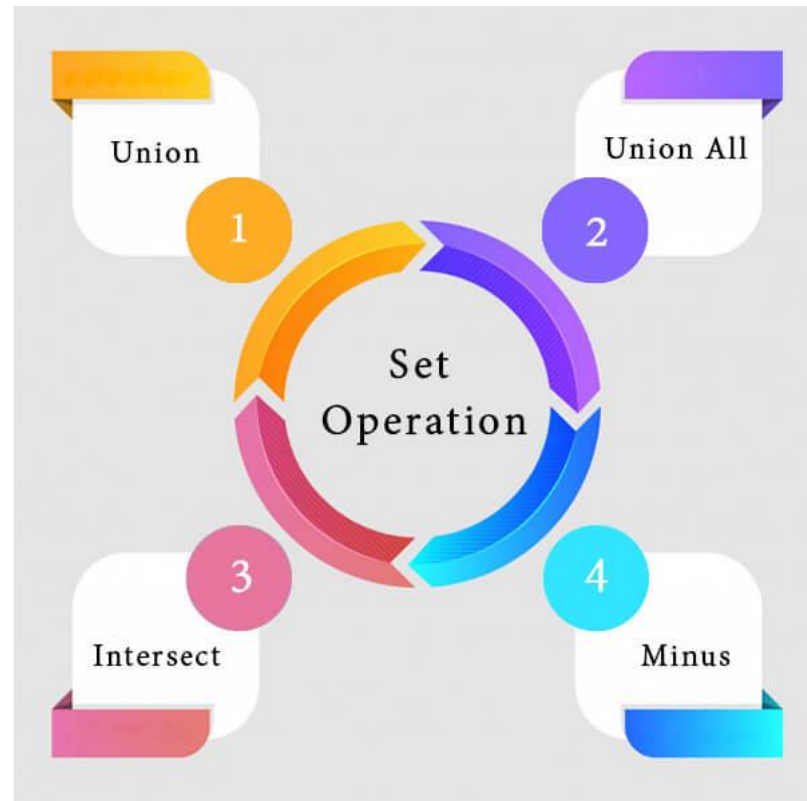 Union
1
Union All
2
Set
Operation
3
Intersect
4
Minus